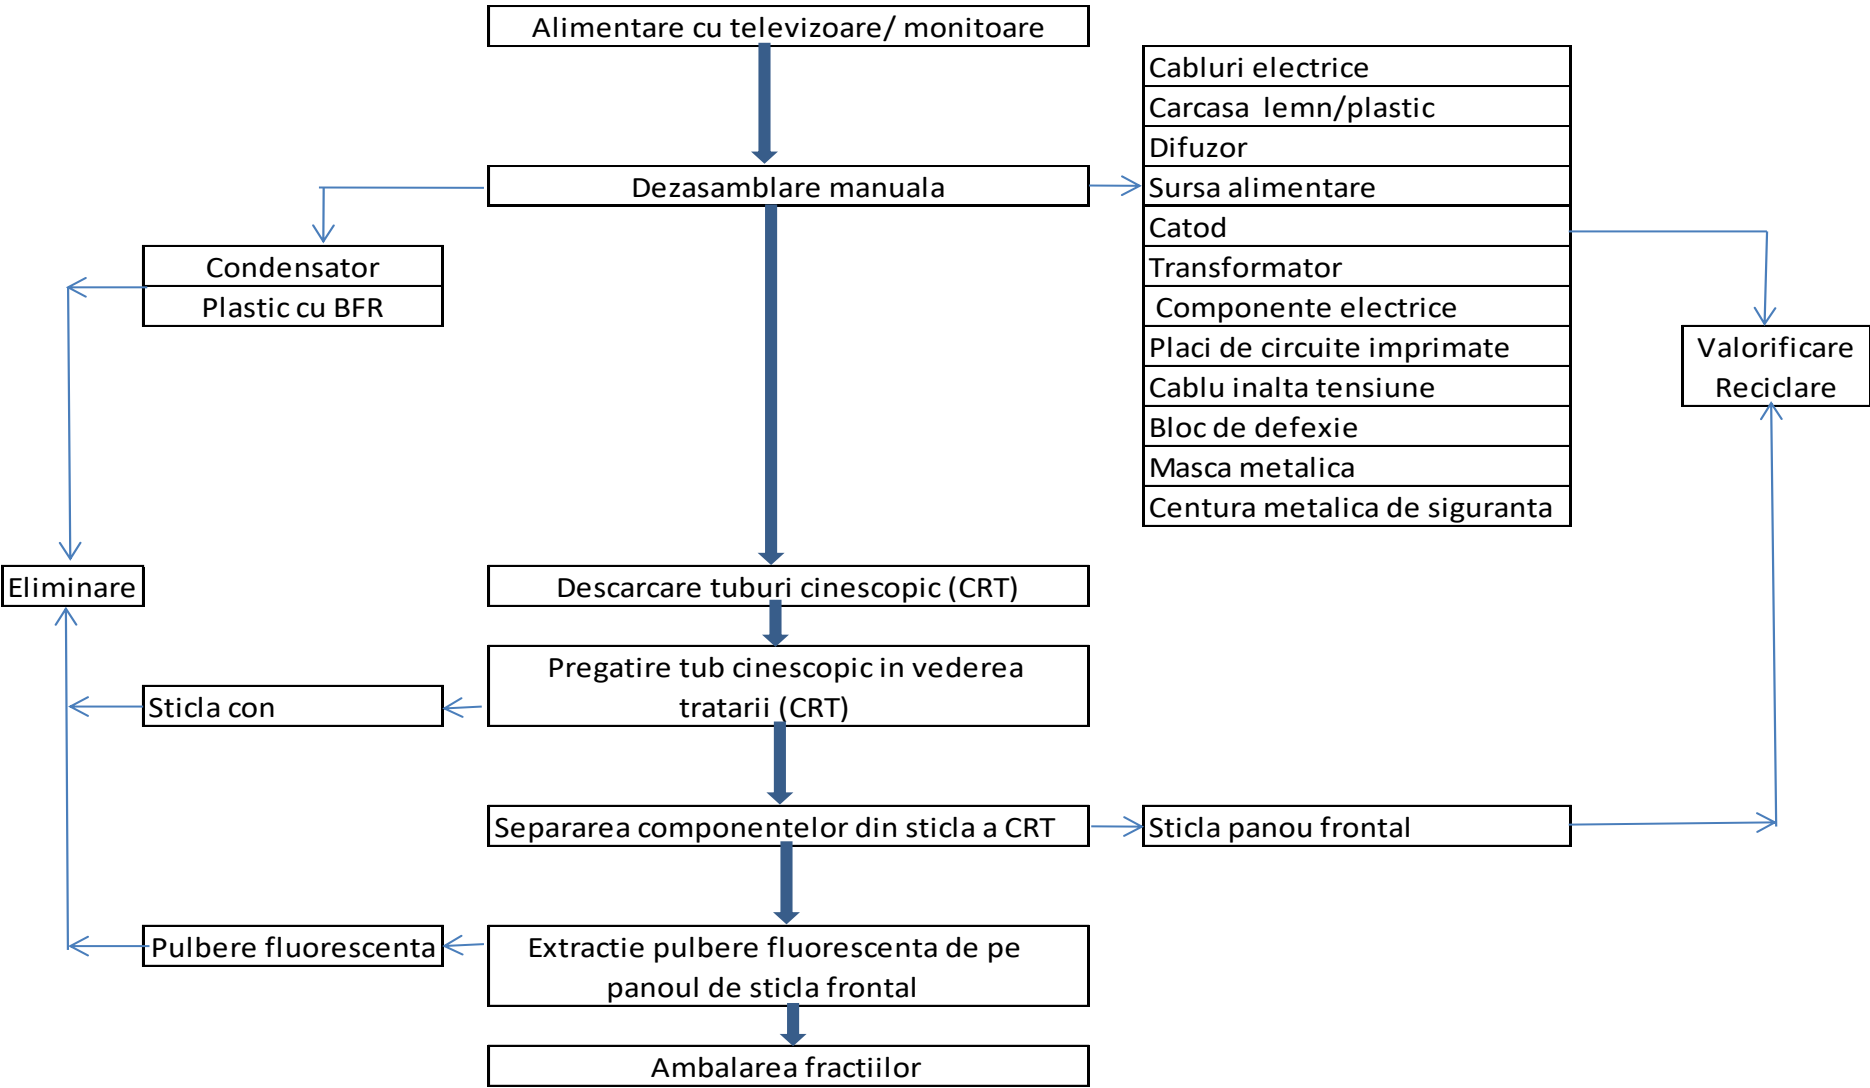 Alimentare cu televizoare/ monitoare
Cabluri electrice
Carcasa lemn/plastic
Difuzor
Dezasamblare manuala
Sursa alimentare
Catod
Condensator
Transformator
Plastic cu BFR
Componente electrice
Placi de circuite imprimate
Valorificare
Cablu inalta tensiune
Reciclare
Bloc de defexie
Masca metalica
Centura metalica de siguranta
Eliminare
Descarcare tuburi cinescopic (CRT)
Pregatire tub cinescopic in vederea
tratarii (CRT)
Sticla con
Separarea componentelor din sticla a CRT
Sticla panou frontal
Pulbere fluorescenta
Extractie pulbere fluorescenta de pe
panoul de sticla frontal
Ambalarea fractiilor